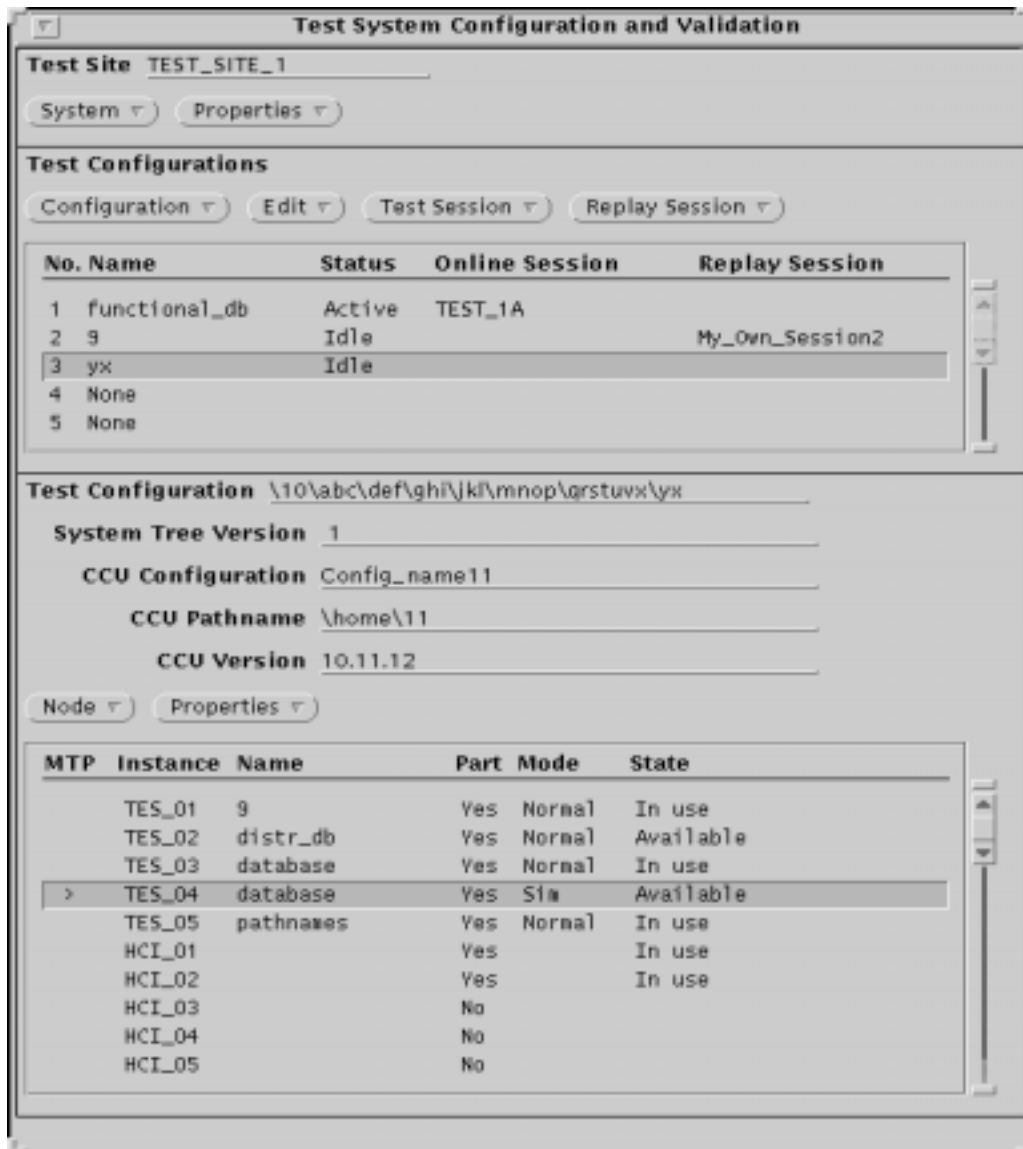 Test System Configuration and Validation
Test Site TEST_SITE_1
System Properties
Test Configurations
Configuration Edit Test Session Replay Session
No. Name Status Online Session Replay Session
1 functional_db Active TEST_1A
2 9 Idle My_Own_Session2
3 yx Idle
4 None
5 None
Test Configuration \10\abc\def\ghi\jkl\mnop\qrstuvx\yx
System Tree Version 1
CCU Configuration Config_name11
CCU Pathname \home\11
CCU Version 10.11.12
Node Properties
MTP Instance Name Part Mode State
TES_01 9 Yes Normal In use
TES_02 distr_db Yes Normal Available
TES_03 database Yes Normal In use
> TES_04 database Yes Sim Available
TES_05 pathnames Yes Normal In use
HCI_01 Yes In use
HCI_02 Yes In use
HCI_03 No
HCI_04 No
HCI_05 No